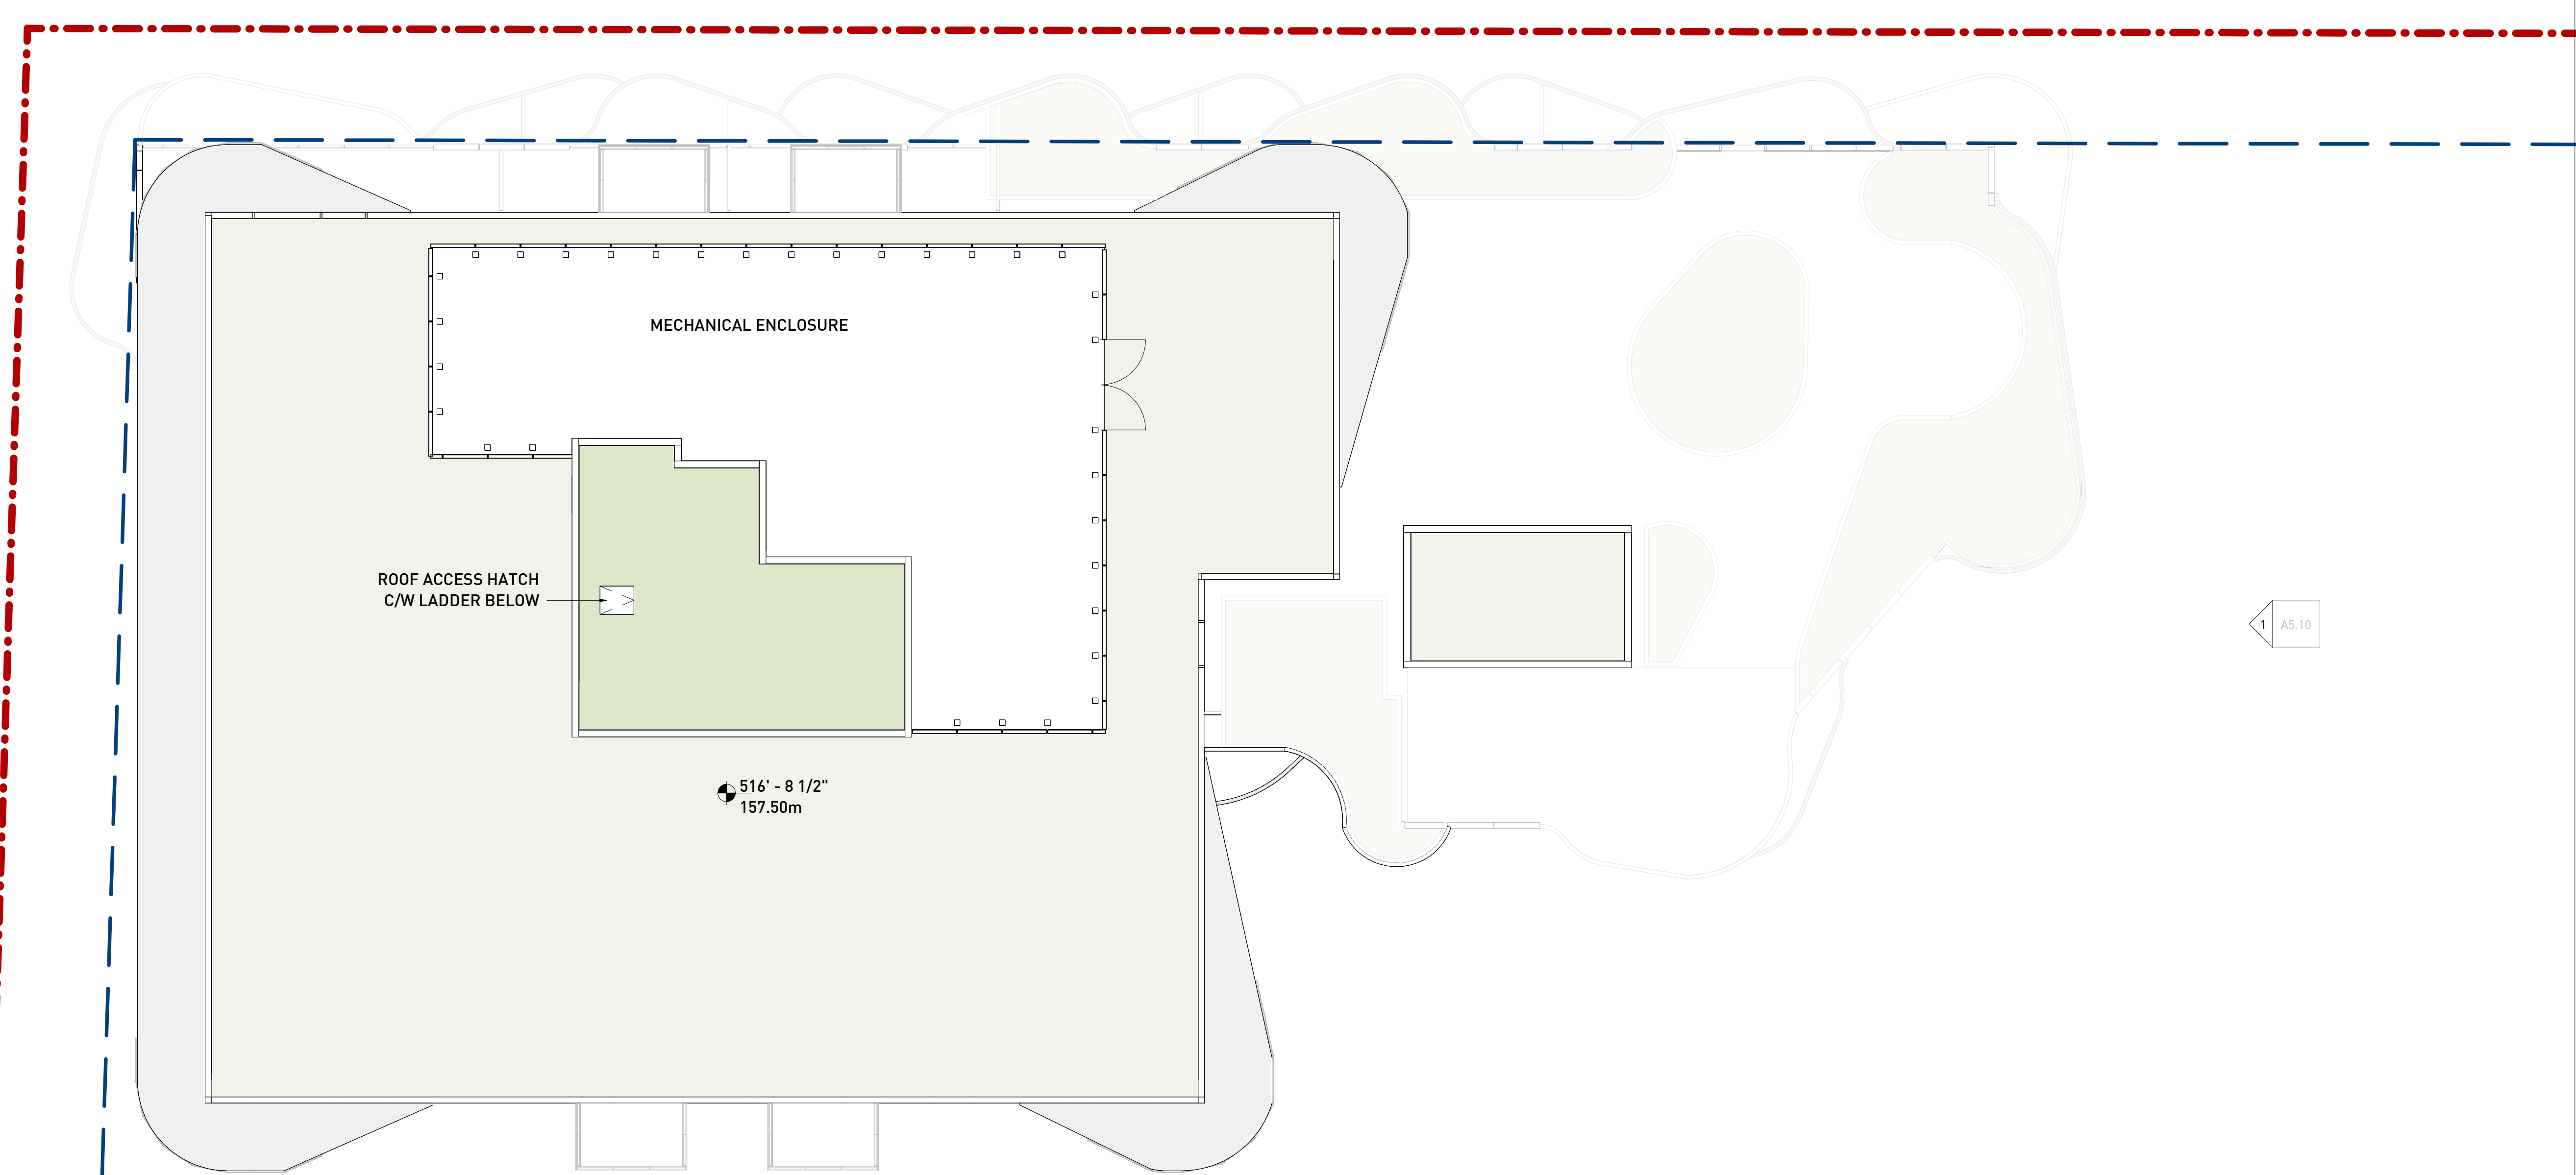 MECHANICAL ENCLOSURE
ROOF ACCESS HATCH
C/W LADDER BELOW
1 A5.10
516' - 8 1/2"
157.50m